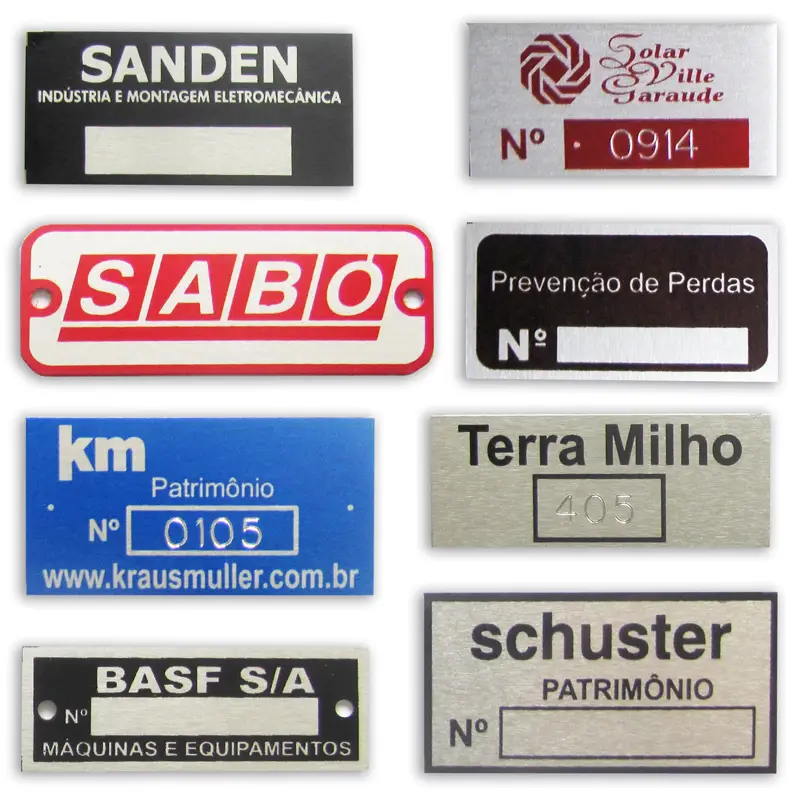 SANDEN
INDÚSTRIA E MONTAGEM ELETROMECÂNICA
Solar
Ville
Garaude
Nº 0914
SABÓ
Prevenção de Perdas
Nº
km
Patrimônio
Nº 0105
www.krausmuller.com.br
Terra Milho
405
BASF S/A
Nº
MÁQUINAS E EQUIPAMENTOS
schuster
PATRIMÔNIO
Nº